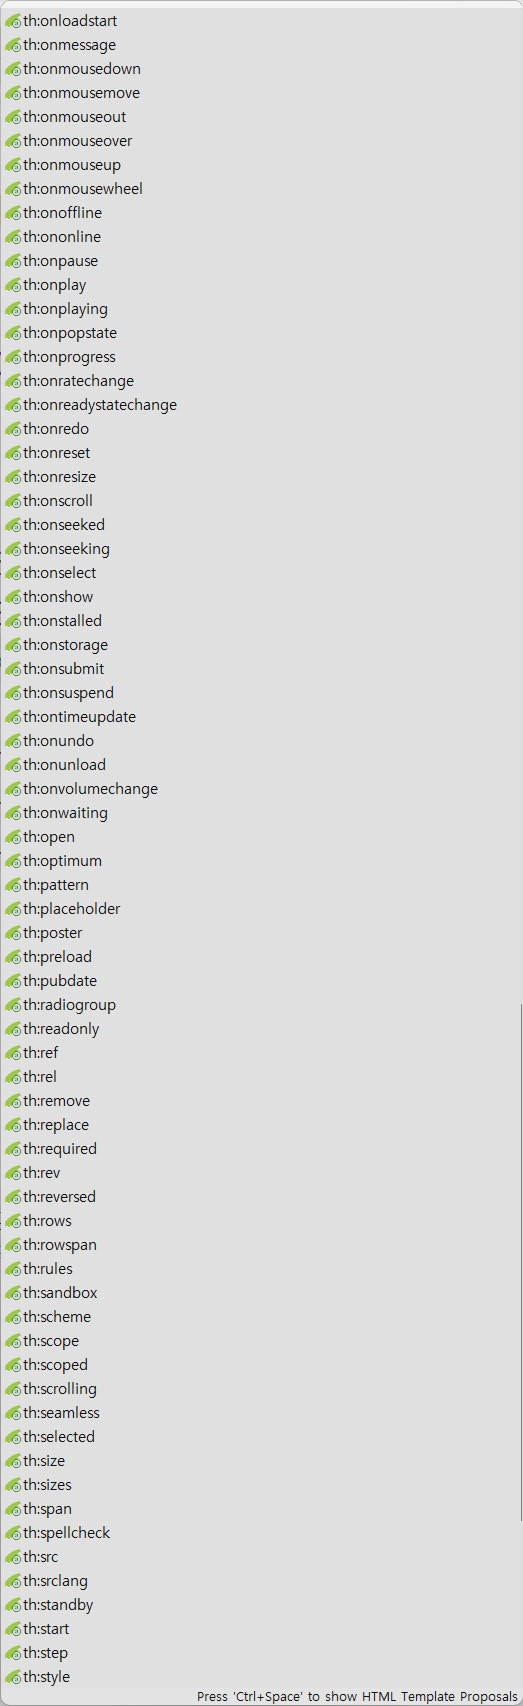 th:onloadstart
th:onmessage
th:onmousedown
th:onmousemove
th:onmouseout
th:onmouseover
th:onmouseup
th:onmousewheel
th:onoffline
th:ononline
th:onpause
th:onplay
th:onplaying
th:onpopstate
th:onprogress
th:onratechange
th:onreadystatechange
th:onredo
th:onreset
th:onresize
th:onscroll
th:onseeked
th:onseeking
th:onselect
th:onshow
th:onstalled
th:onstorage
th:onsubmit
th:onsuspend
th:ontimeupdate
th:onundo
th:onunload
th:onvolumechange
th:onwaiting
th:open
th:optimum
th:pattern
th:placeholder
th:poster
th:preload
th:pubdate
th:radiogroup
th:readonly
th:ref
th:rel
th:remove
th:replace
th:required
th:rev
th:reversed
th:rows
th:rowspan
th:rules
th:sandbox
th:scheme
th:scope
th:scoped
th:scrolling
th:seamless
th:selected
th:size
th:sizes
th:span
th:spellcheck
th:src
th:srclang
th:standby
th:start
th:step
th:style
Press 'Ctrl+Space' to show HTML Template Proposals